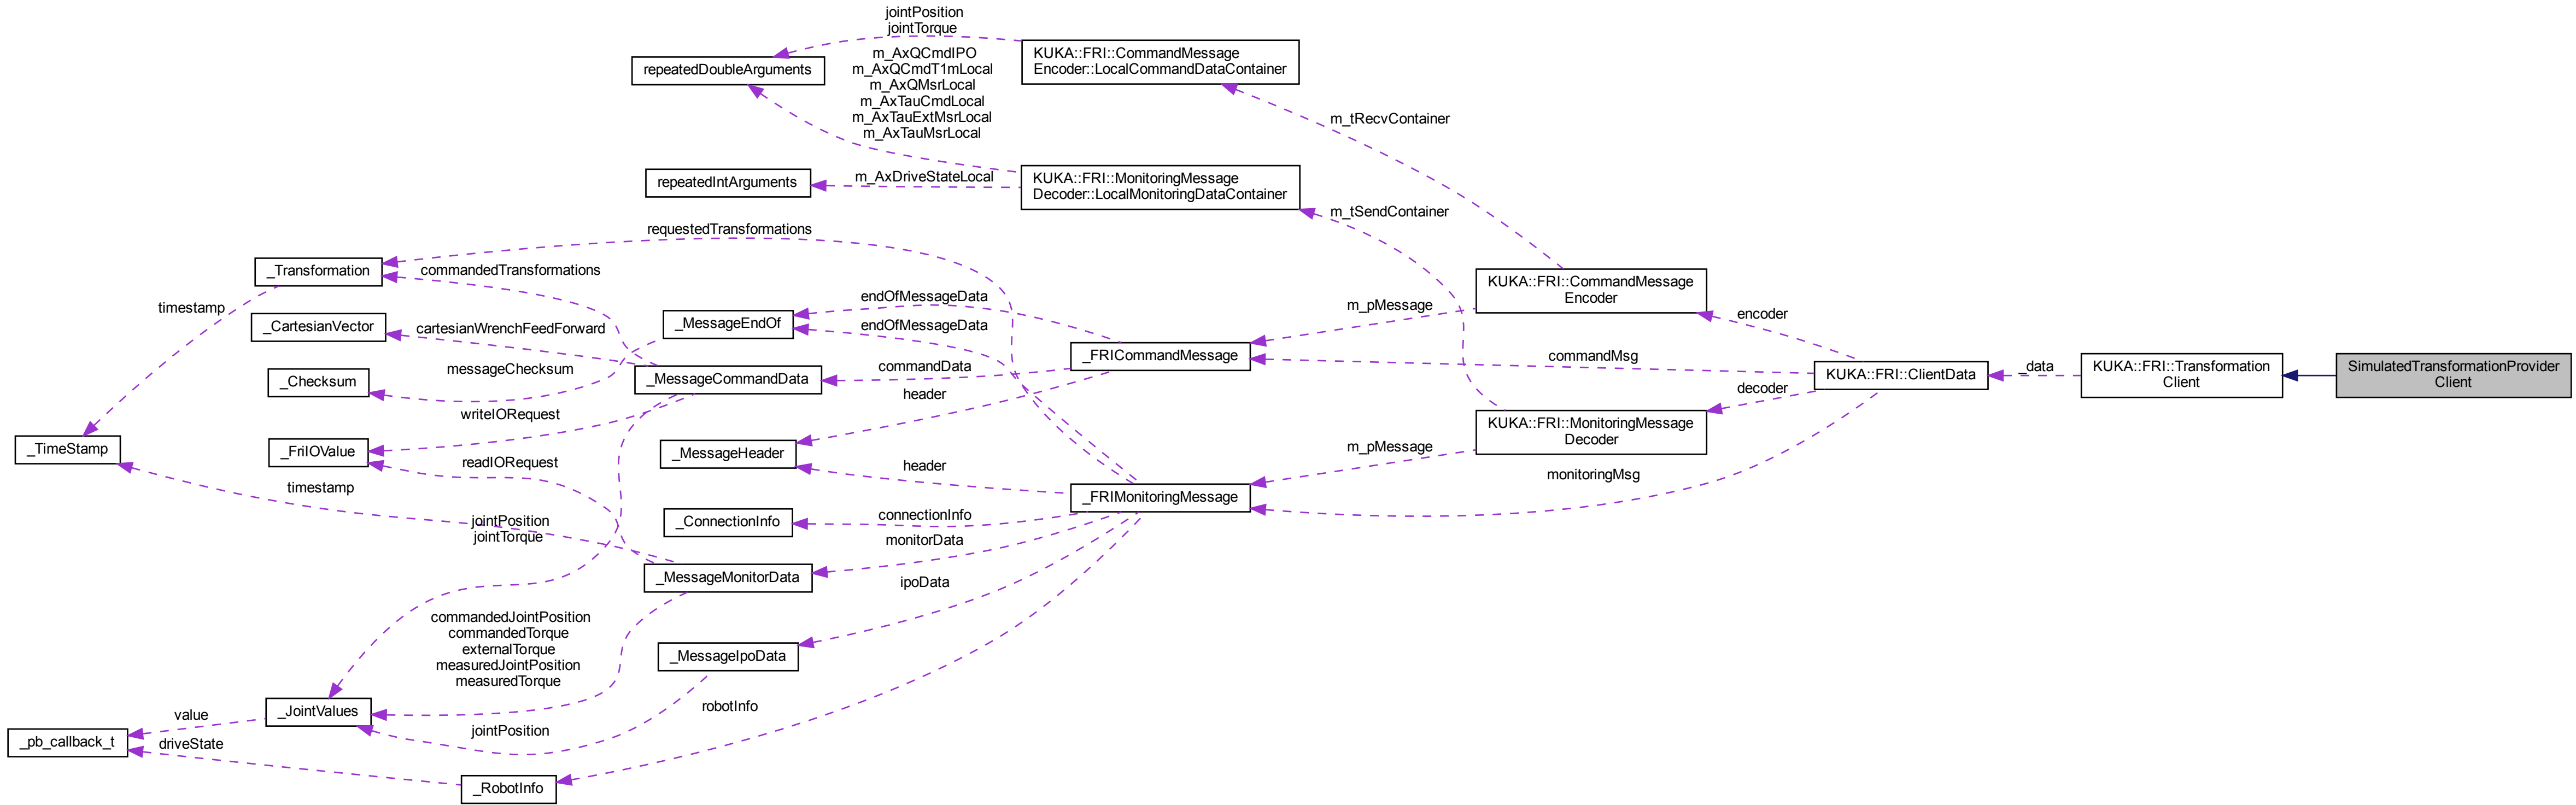 jointPosition
jointTorque
m_AxQCmdIPO
m_AxQCmdT1mLocal
m_AxQMsrLocal
m_AxTauCmdLocal
m_AxTauExtMsrLocal
m_AxTauMsrLocal
repeatedDoubleArguments
KUKA::FRI::CommandMessage
Encoder::LocalCommandDataContainer
m_tRecvContainer
repeatedIntArguments
m_AxDriveStateLocal
KUKA::FRI::MonitoringMessage
Decoder::LocalMonitoringDataContainer
m_tSendContainer
requestedTransformations
_Transformation
commandedTransformations
timestamp
_CartesianVector
cartesianWrenchFeedForward
_MessageEndOf
endOfMessageData
endOfMessageData
m_pMessage
KUKA::FRI::CommandMessage
Encoder
encoder
_Checksum
messageChecksum
_MessageCommandData
commandData
_FRICommandMessage
commandMsg
KUKA::FRI::ClientData
_data
KUKA::FRI::Transformation
Client
SimulatedTransformationProvider
Client
header
decoder
writeIORequest
_TimeStamp
_FriIOValue
readIORequest
_MessageHeader
header
m_pMessage
KUKA::FRI::MonitoringMessage
Decoder
monitoringMsg
timestamp
_FRIMonitoringMessage
jointPosition
jointTorque
_ConnectionInfo
connectionInfo
monitorData
_MessageMonitorData
ipoData
commandedJointPosition
commandedTorque
externalTorque
measuredJointPosition
measuredTorque
_MessageIpoData
_JointValues
value
jointPosition
robotInfo
_pb_callback_t
driveState
_RobotInfo